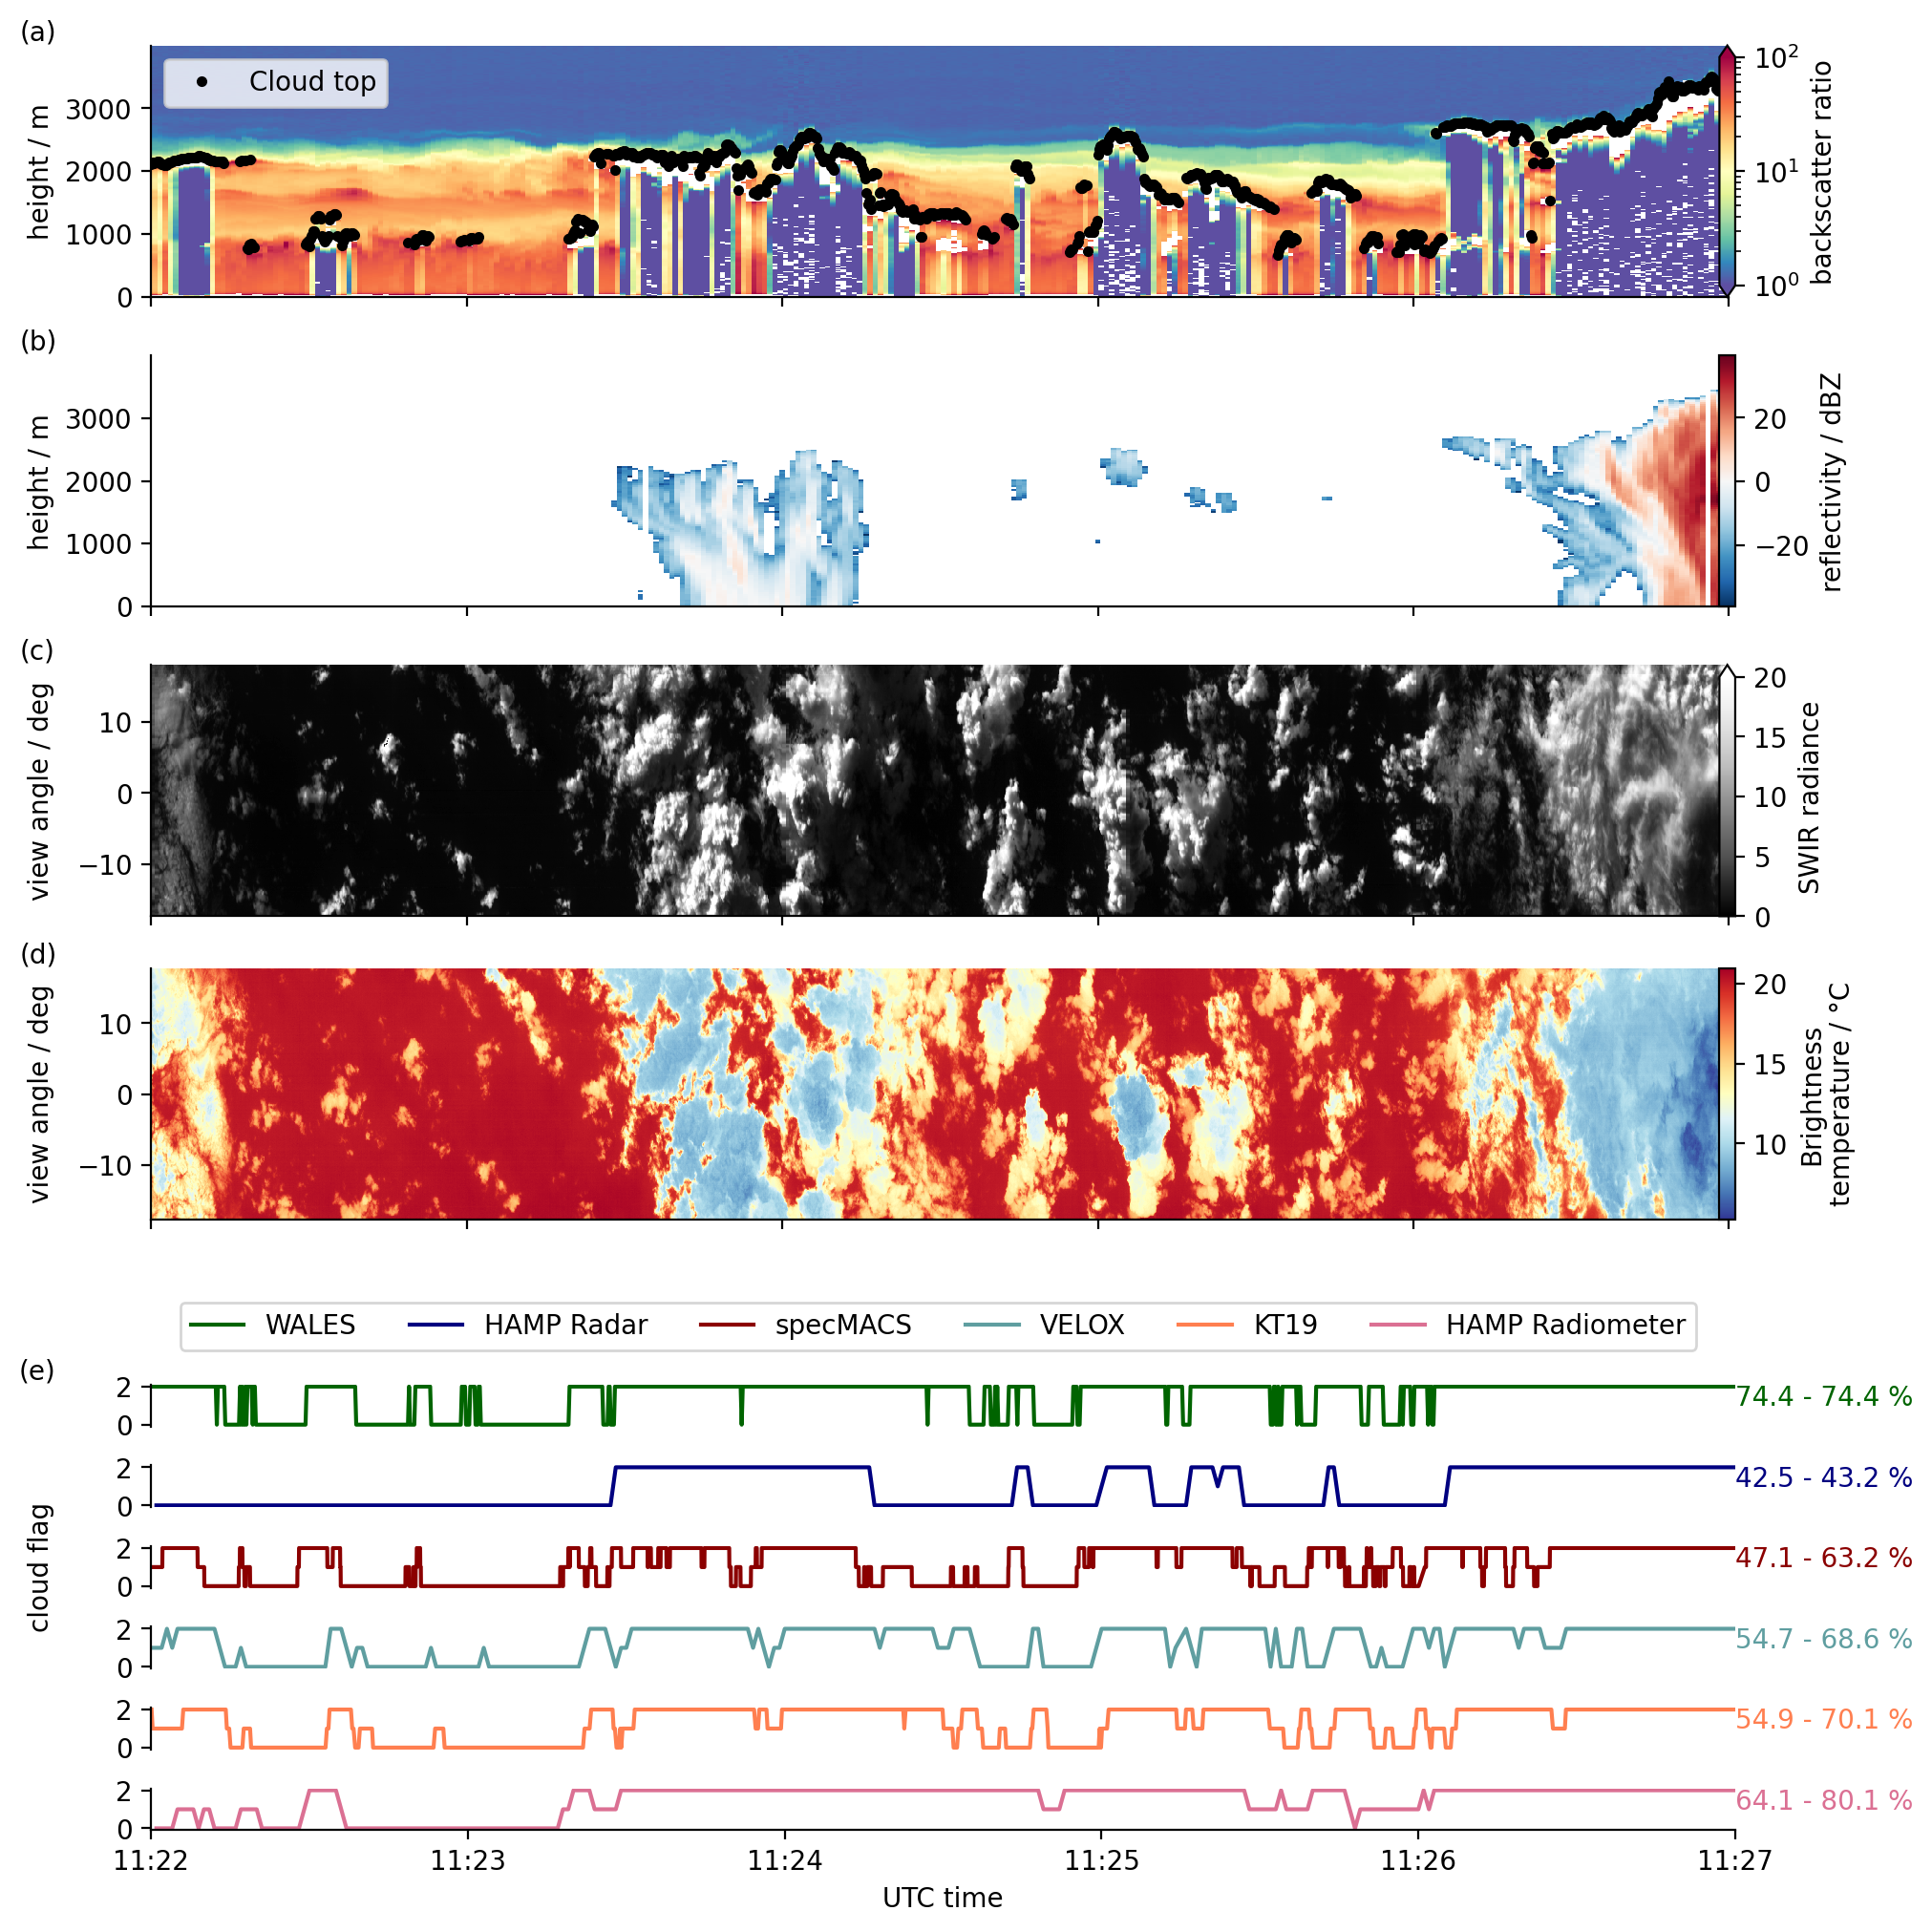 (a)
Cloud top
height / m
3000
2000
1000
0
10²
10¹
10⁰
backscatter ratio
(b)
height / m
3000
2000
1000
0
20
0
−20
reflectivity / dBZ
(c)
view angle / deg
10
0
−10
20
15
10
5
0
SWIR radiance
(d)
view angle / deg
10
0
−10
20
15
10
Brightness
temperature / °C
WALES
HAMP Radar
specMACS
VELOX
KT19
HAMP Radiometer
(e)
cloud flag
2
0
74.4 - 74.4 %
2
0
42.5 - 43.2 %
2
0
47.1 - 63.2 %
2
0
54.7 - 68.6 %
2
0
54.9 - 70.1 %
2
0
64.1 - 80.1 %
11:22
11:23
11:24
11:25
11:26
11:27
UTC time